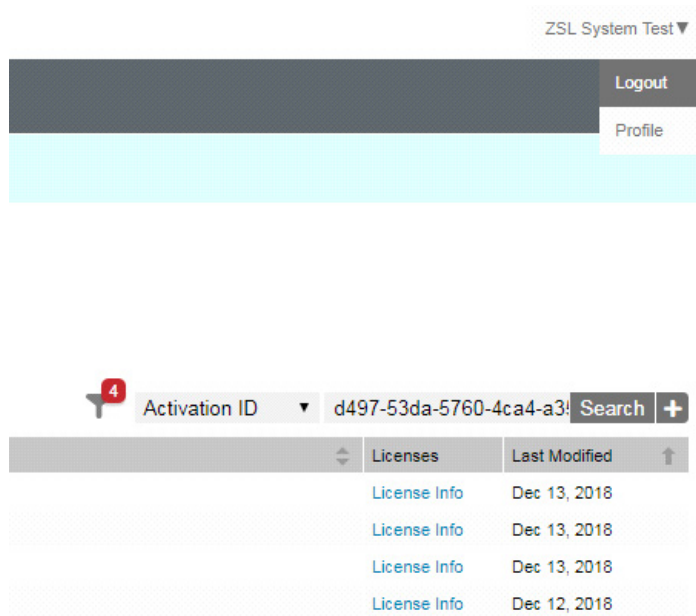 ZSL System Test▼
Logout
Profile
4
Activation ID ▼ d497-53da-5760-4ca4-a35 Search +
Licenses Last Modified
License Info Dec 13, 2018
License Info Dec 13, 2018
License Info Dec 13, 2018
License Info Dec 12, 2018